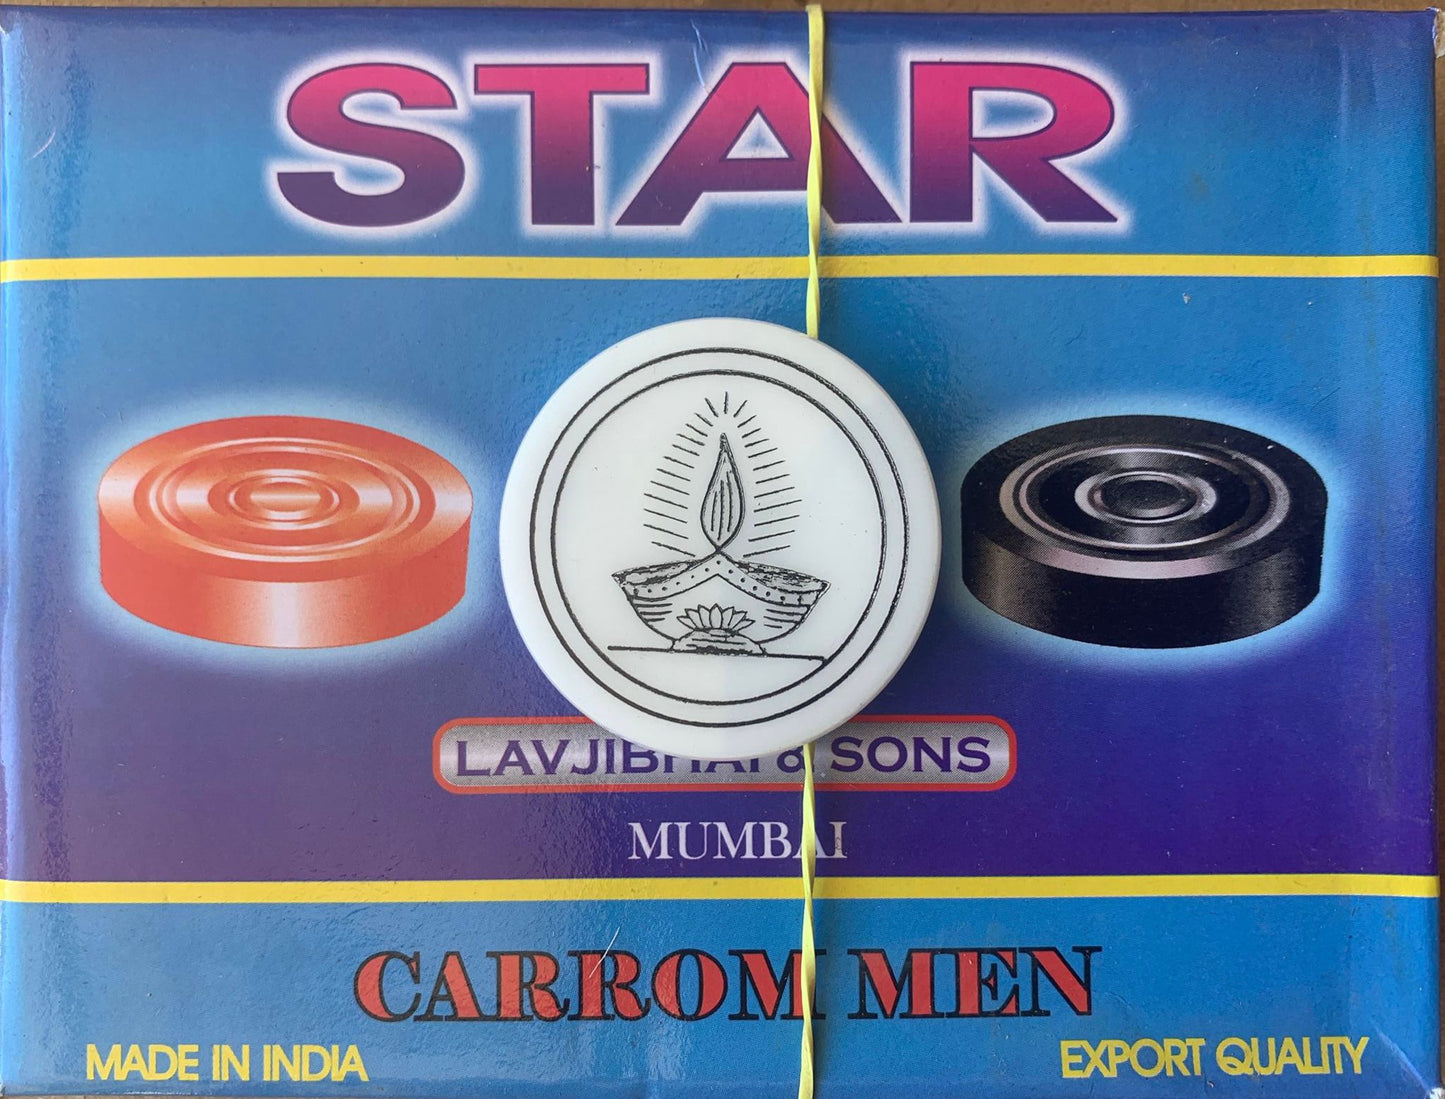 STAR
LAVJIBHAI & SONS
MUMBAI
CARROM MEN
MADE IN INDIA
EXPORT QUALITY